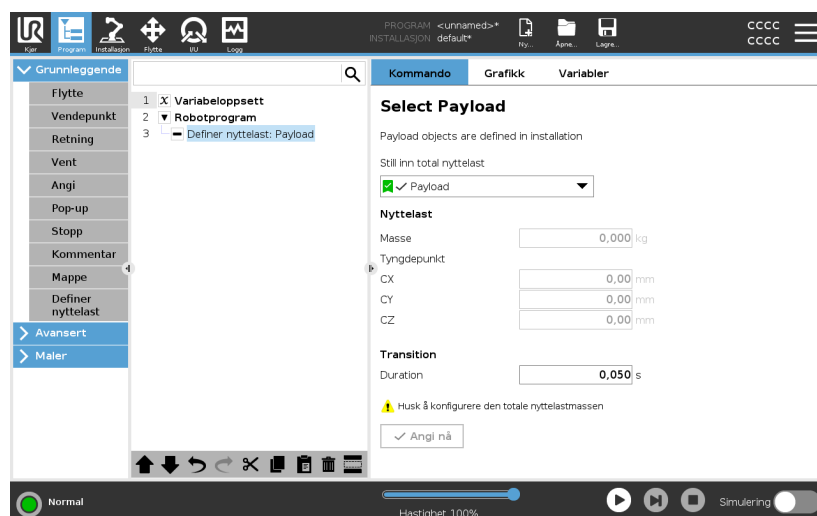 PROGRAM <unnamed>*
INSTALLASJON default*
Kjør
Program
Installasjon
Flytte
I/U
Logg
Ny...
Åpne...
Lagre...
CCCC
CCCC
Grunnleggende
Flytte
Vendepunkt
Retning
Vent
Angi
Pop-up
Stopp
Kommentar
Mappe
Definer
nyttelast
Avansert
Maler
1 X Variabeloppsett
2 Robotprogram
3 Definer nyttelast: Payload
Kommando Grafikk Variabler
Select Payload
Payload objects are defined in installation
Still inn total nyttelast
Payload
Nyttelast
Masse 0,000 kg
Tyngdepunkt
CX 0,00 mm
CY 0,00 mm
CZ 0,00 mm
Transition
Duration 0,050 s
Husk å konfigurere den totale nyttelastmassen
Angi nå
Normal
Hastighet 100%
Simulering